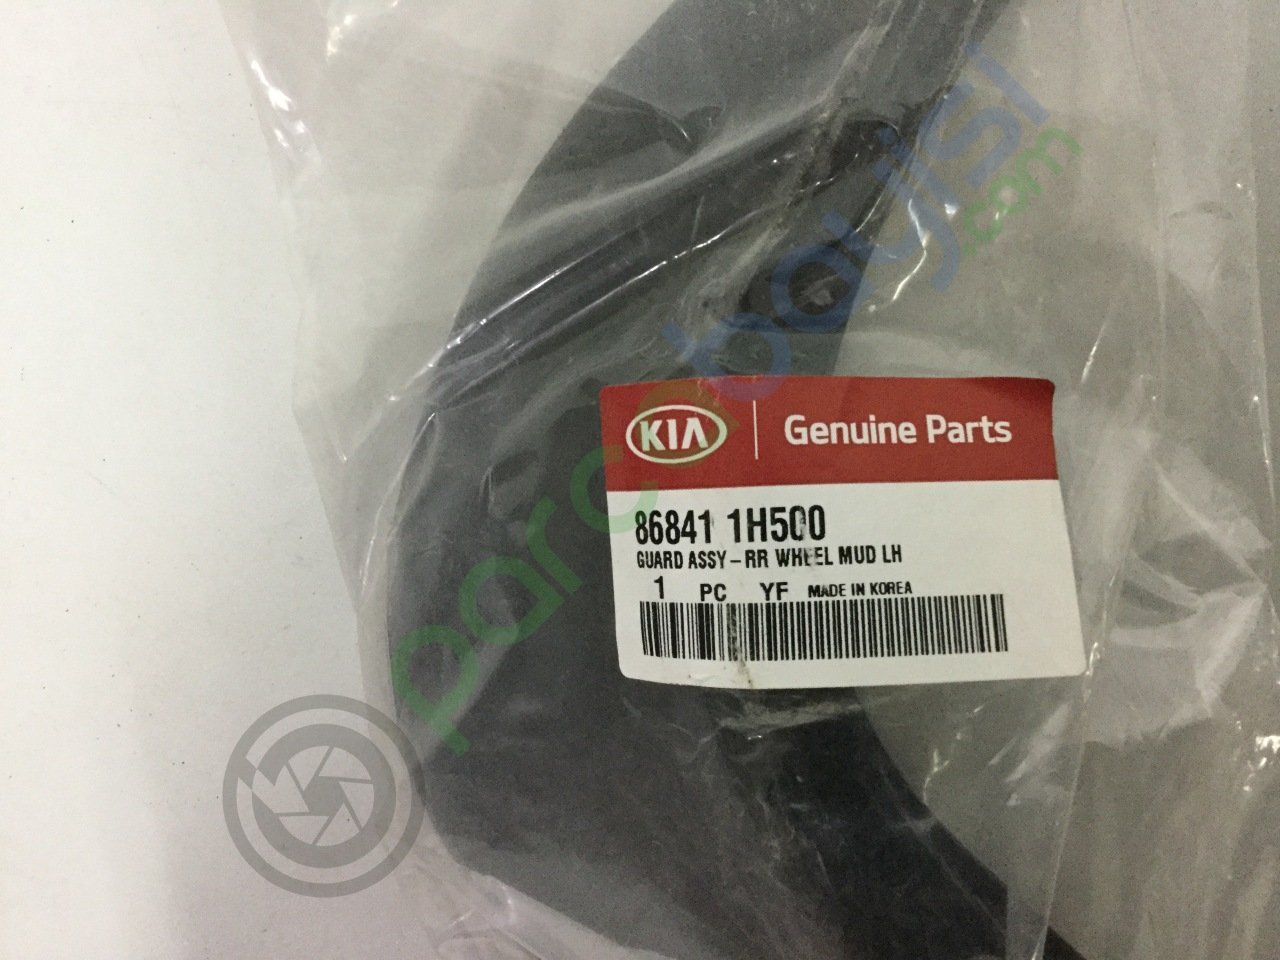 KIA Genuine Parts
86841 1H500
GUARD ASSY-RR WHEEL MUD LH
1 PC YF MADE IN KOREA
parcabayisi.com